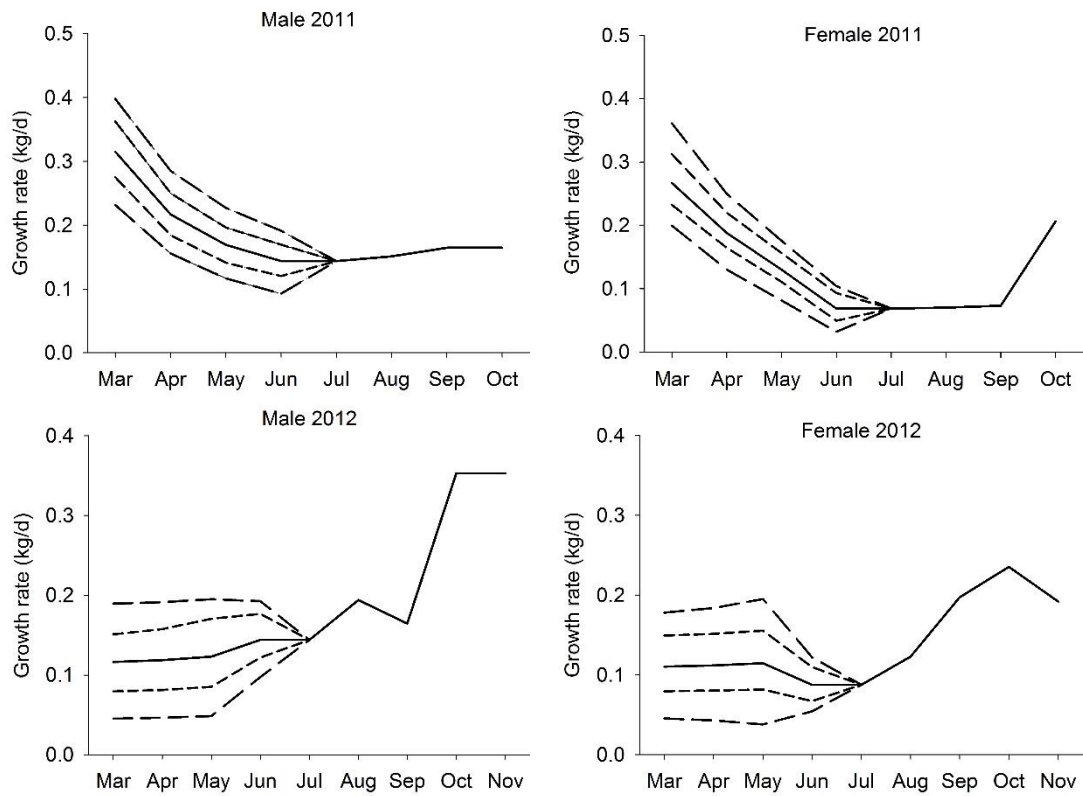 Male 2011
Growth rate (kg/d)
0.5
0.4
0.3
0.2
0.1
0.0
Mar Apr May Jun Jul Aug Sep Oct
Female 2011
Growth rate (kg/d)
0.5
0.4
0.3
0.2
0.1
0.0
Mar Apr May Jun Jul Aug Sep Oct
Male 2012
Growth rate (kg/d)
0.4
0.3
0.2
0.1
0.0
Mar Apr May Jun Jul Aug Sep Oct Nov
Female 2012
Growth rate (kg/d)
0.4
0.3
0.2
0.1
0.0
Mar Apr May Jun Jul Aug Sep Oct Nov